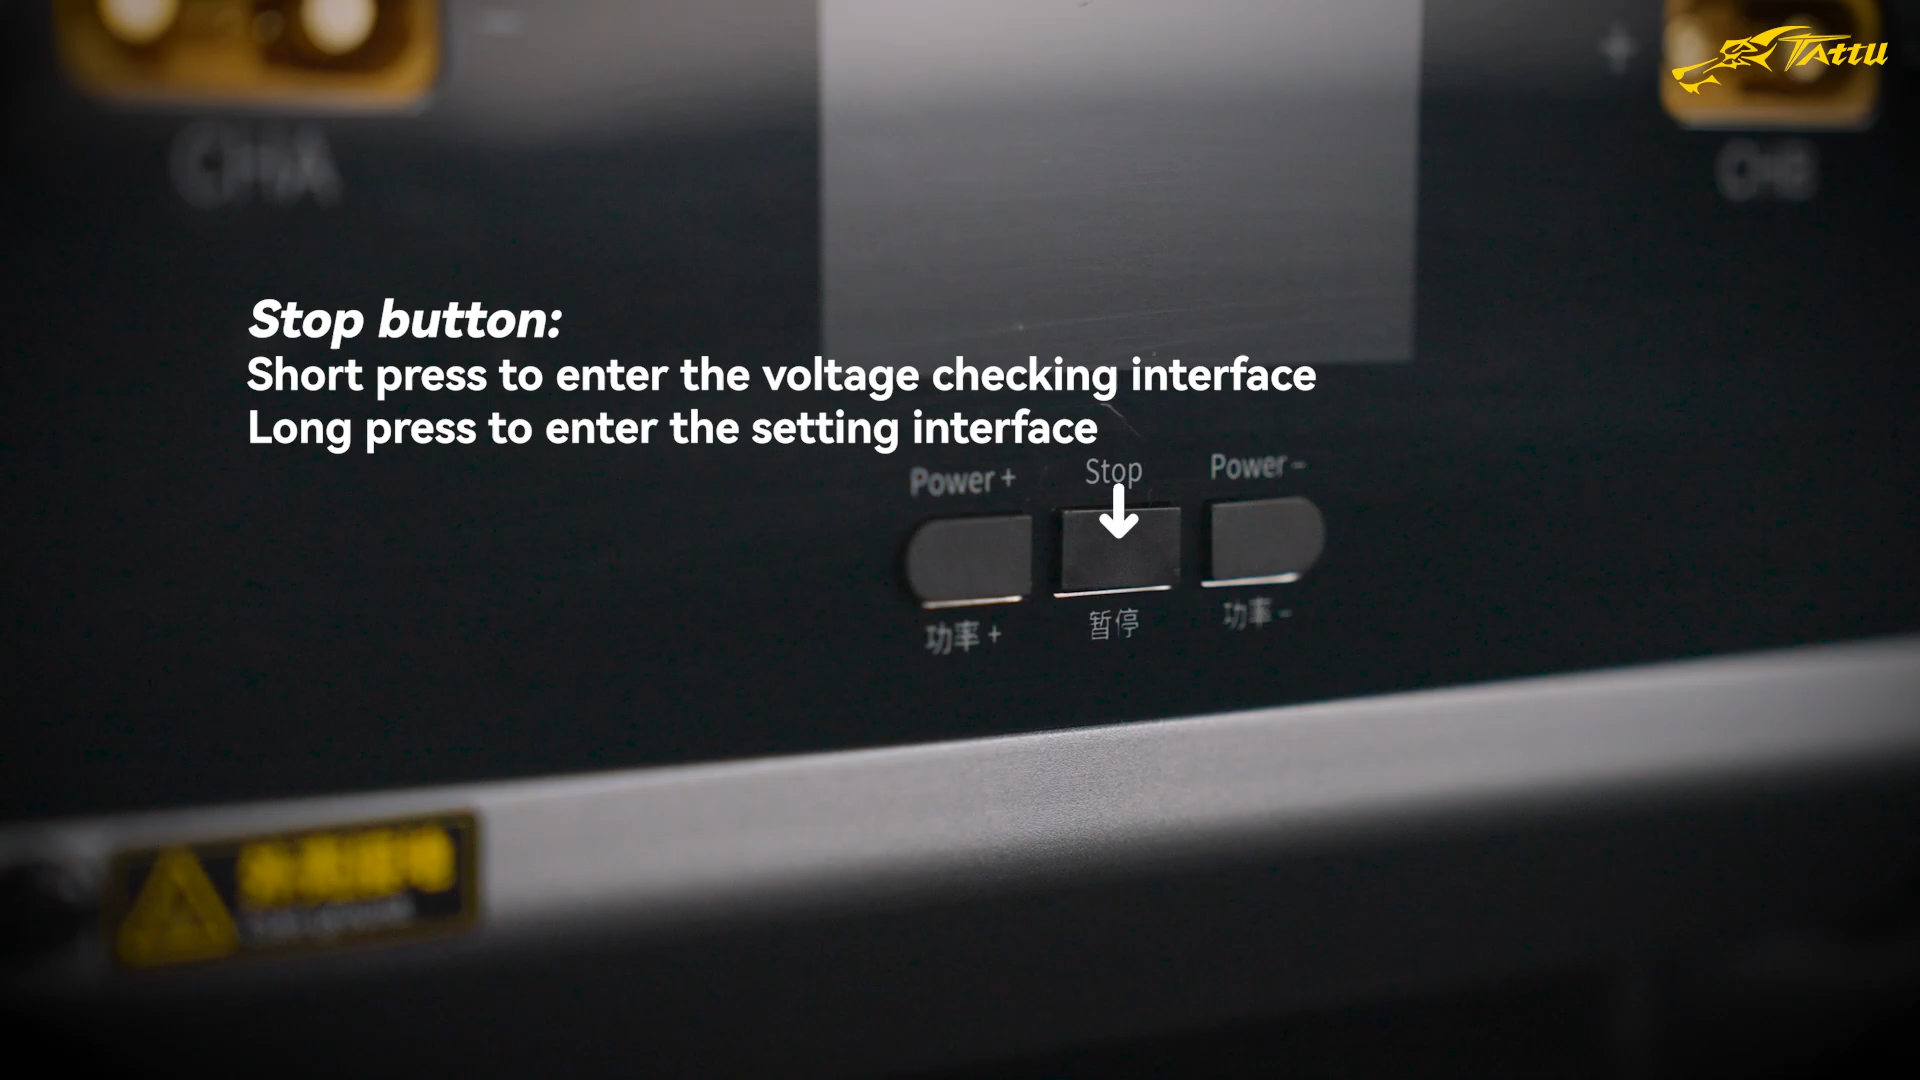 TATTU
CHA
CHB
Stop button:
Short press to enter the voltage checking interface
Long press to enter the setting interface
Power + Stop Power −
功率 + 暂停 功率 −